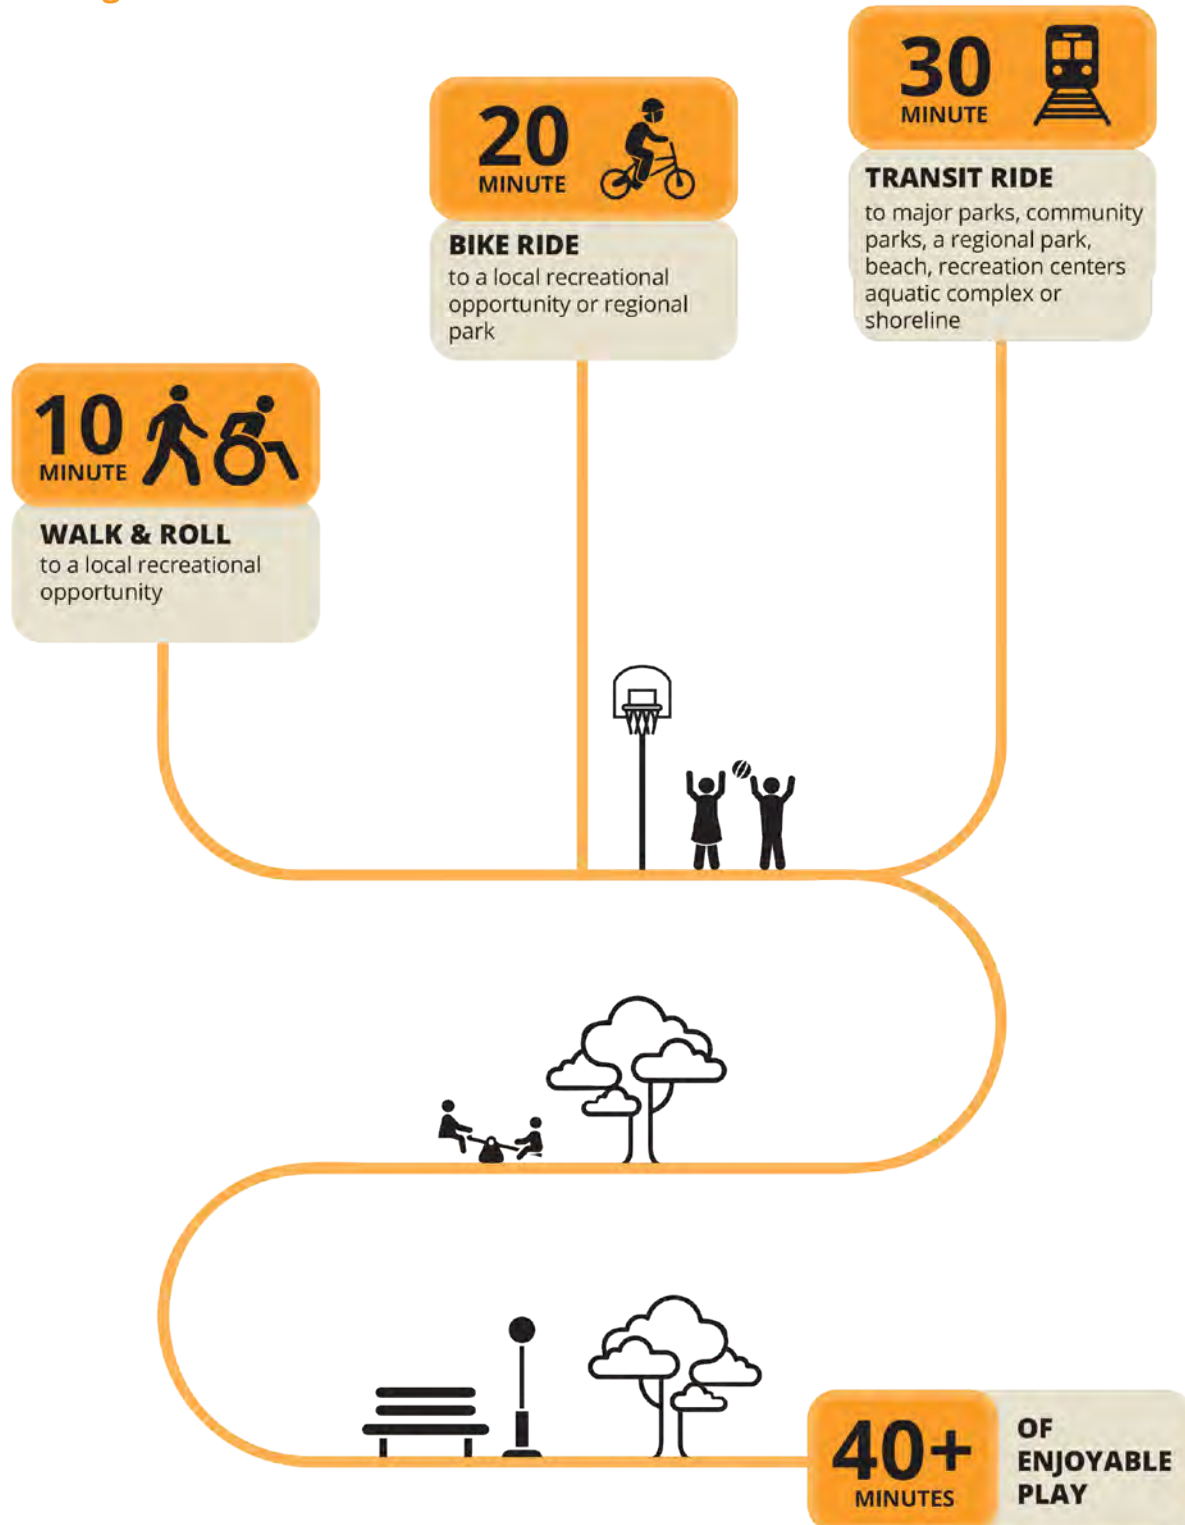 10
MINUTE
WALK & ROLL
to a local recreational
opportunity
20
MINUTE
BIKE RIDE
to a local recreational
opportunity or regional
park
30
MINUTE
TRANSIT RIDE
to major parks, community
parks, a regional park,
beach, recreation centers
aquatic complex or
shoreline
40+
MINUTES
OF
ENJOYABLE
PLAY